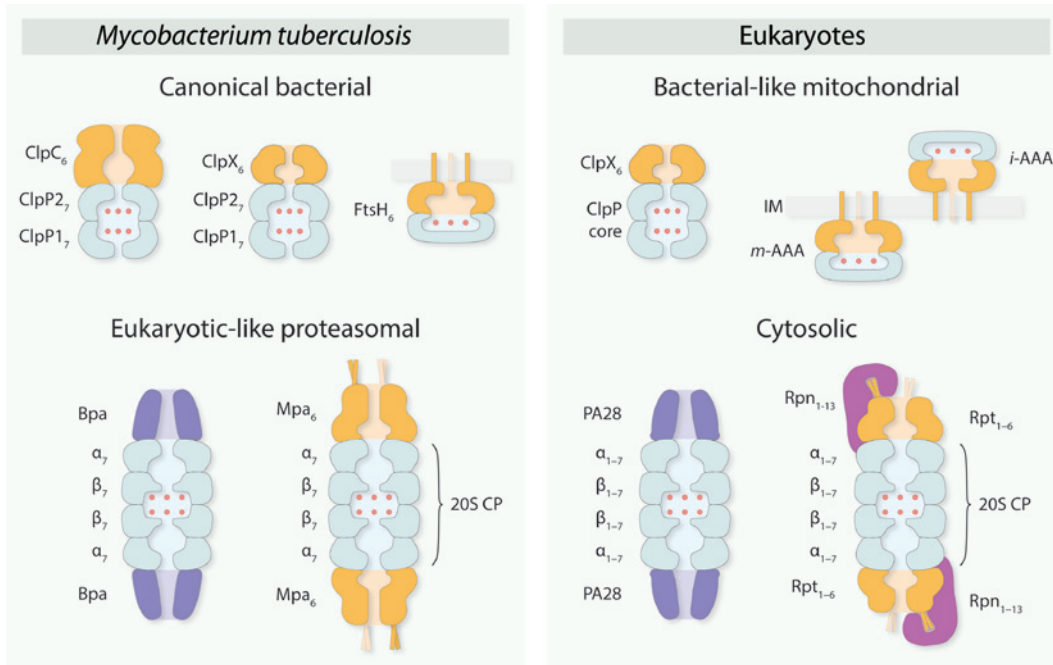 Mycobacterium tuberculosis
Canonical bacterial
ClpC₆
ClpP2₇
ClpP1₇
ClpX₆
ClpP2₇
ClpP1₇
FtsH₆
Eukaryotic-like proteasomal
Bpa
α₇
β₇
β₇
α₇
Bpa
Mpa₆
α₇
β₇
β₇
α₇
Mpa₆
20S CP
Eukaryotes
Bacterial-like mitochondrial
ClpX₆
ClpP
core
i-AAA
IM
m-AAA
Cytosolic
PA28
α₁₋₇
β₁₋₇
β₁₋₇
α₁₋₇
PA28
Rpn₁₋₁₃
Rpt₁₋₆
α₁₋₇
β₁₋₇
β₁₋₇
α₁₋₇
20S CP
Rpt₁₋₆
Rpn₁₋₁₃